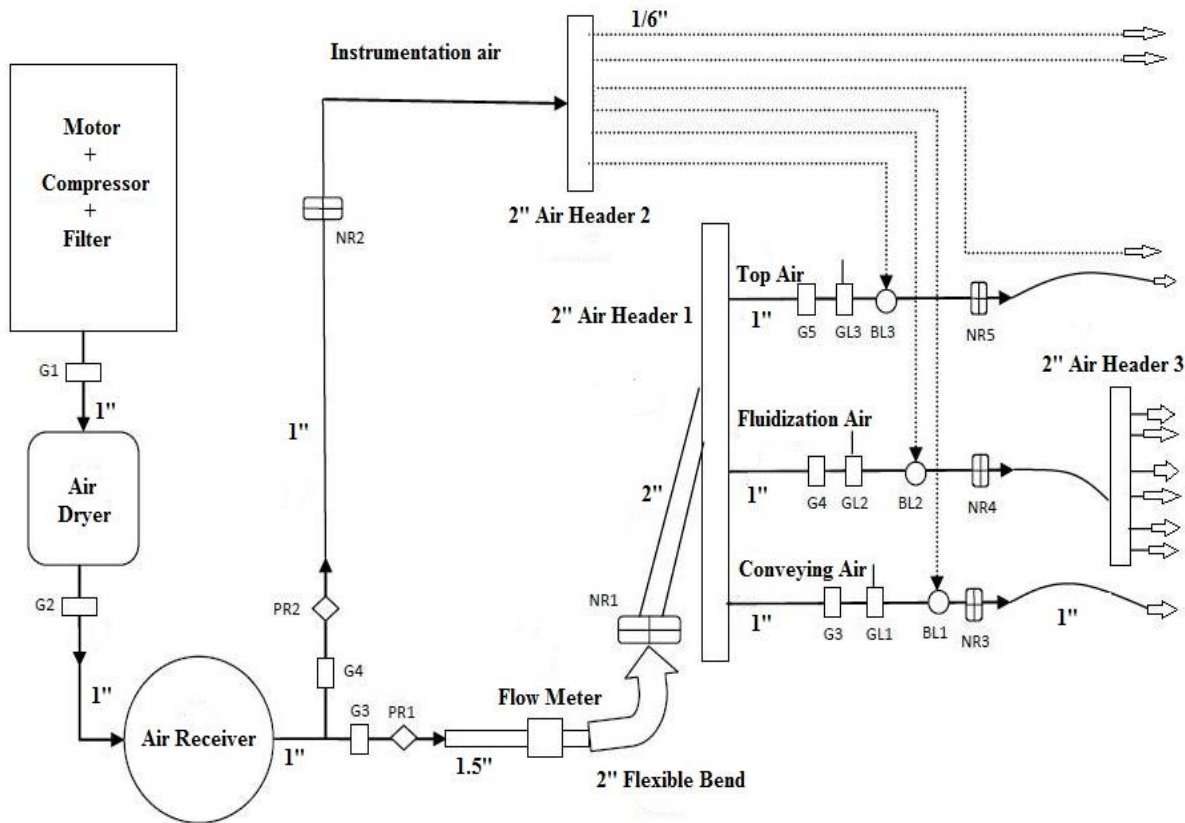 1/6"
Instrumentation air
Motor
+
Compressor
+
Filter
NR2
2" Air Header 2
Top Air
2" Air Header 1
1"
G5
GL3
BL3
NR5
2" Air Header 3
G1
1"
1"
Fluidization Air
2"
1"
G4
GL2
BL2
NR4
Air
Dryer
Conveying Air
G2
PR2
NR1
1"
G3
GL1
BL1
NR3
1"
1"
G4
Flow Meter
G3
PR1
Air Receiver
1"
1.5"
2" Flexible Bend